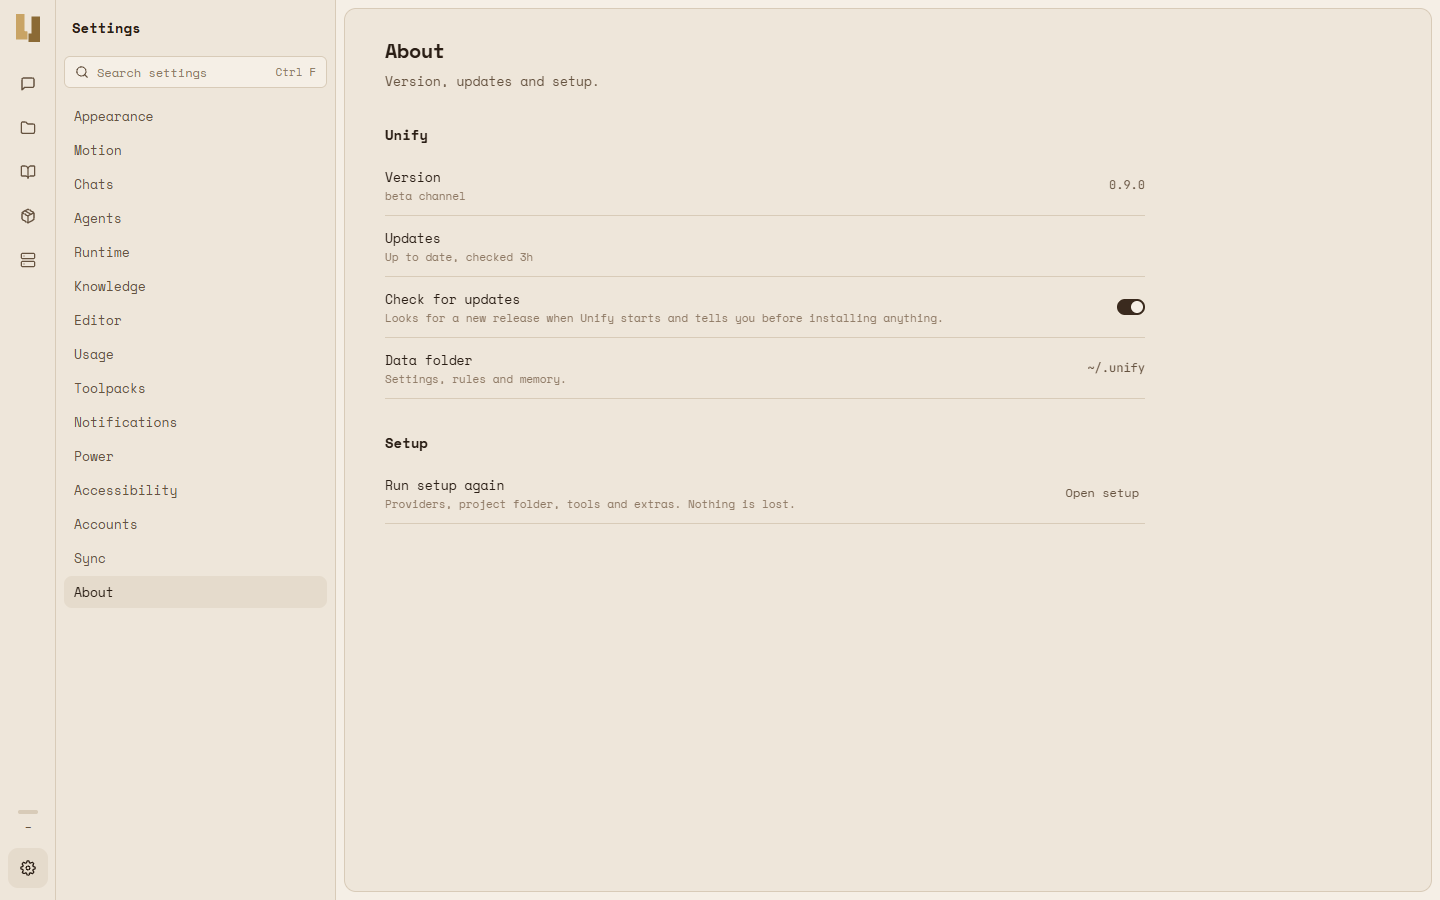 Settings
Search settings Ctrl F
Appearance
Motion
Chats
Agents
Runtime
Knowledge
Editor
Usage
Toolpacks
Notifications
Power
Accessibility
Accounts
Sync
About
–
About
Version, updates and setup.
Unify
Version
beta channel
0.9.0
Updates
Up to date, checked 3h
Check for updates
Looks for a new release when Unify starts and tells you before installing anything.
Data folder
Settings, rules and memory.
~/.unify
Setup
Run setup again
Providers, project folder, tools and extras. Nothing is lost.
Open setup